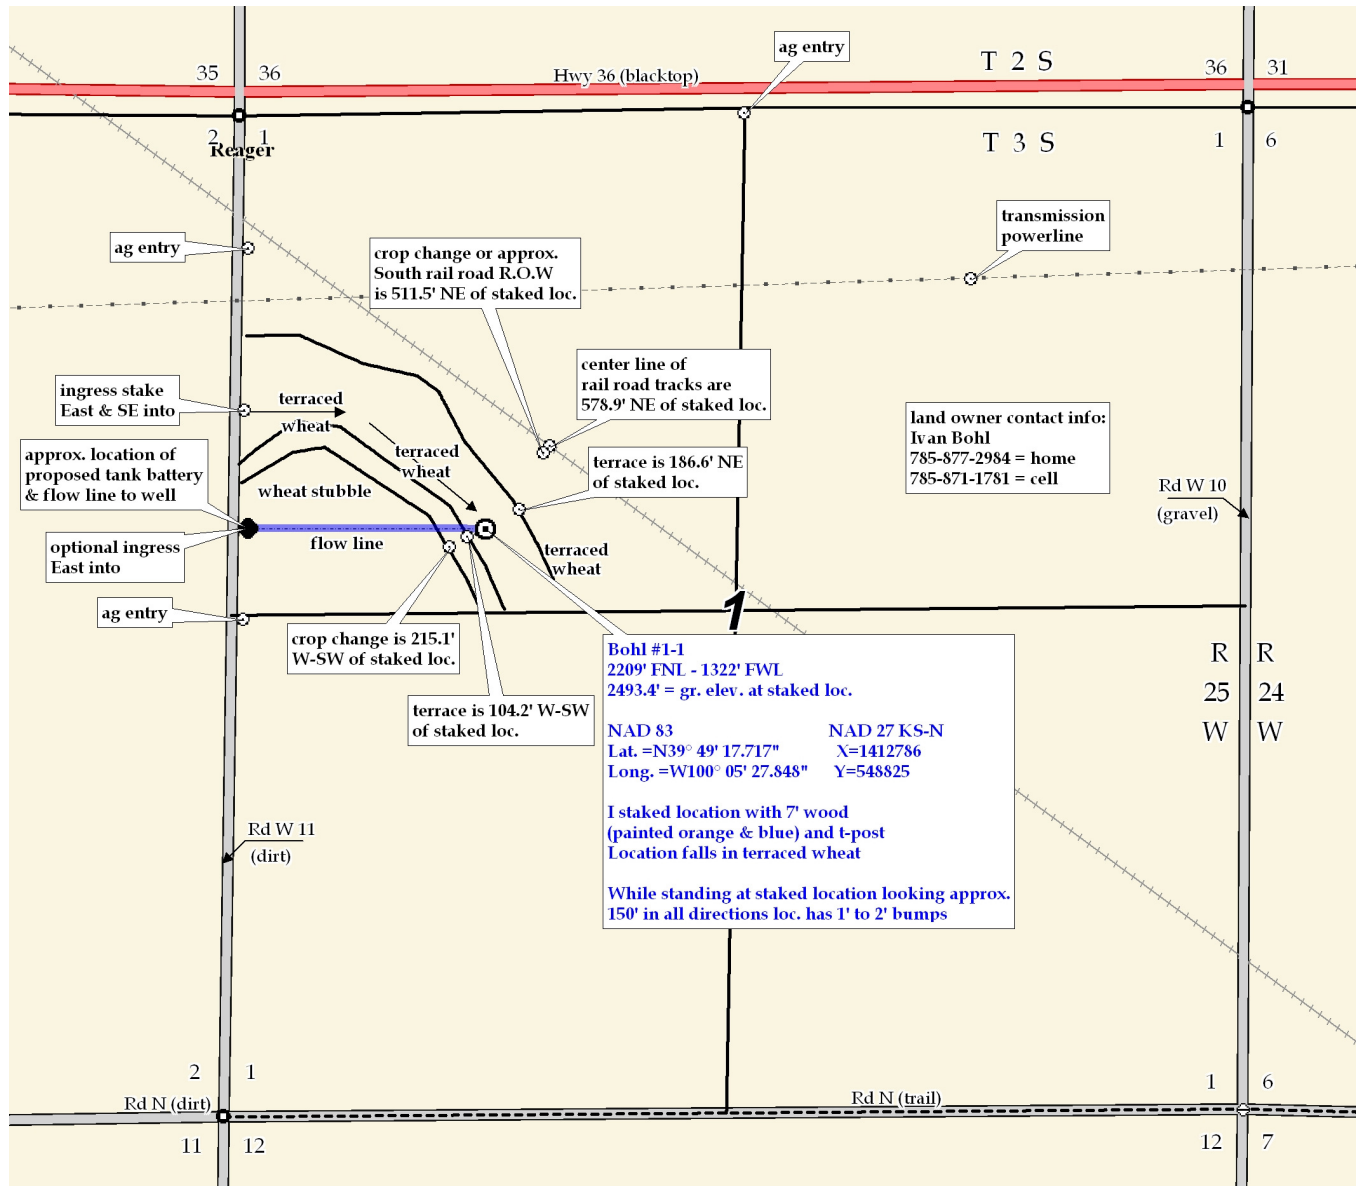 ag entry
T 2 S
35 36
Hwy 36 (blacktop)
36 31
2 1
Reager
T 3 S
1 6
transmission
powerline
ag entry
crop change or approx.
South rail road R.O.W
is 511.5' NE of staked loc.
center line of
rail road tracks are
578.9' NE of staked loc.
ingress stake
East & SE into
terraced
wheat
land owner contact info:
Ivan Bohl
785-877-2984 = home
785-871-1781 = cell
approx. location of
proposed tank battery
& flow line to well
terraced
wheat
terrace is 186.6' NE
of staked loc.
wheat stubble
Rd W 10
(gravel)
optional ingress
East into
flow line
terraced
wheat
ag entry
1
crop change is 215.1'
W-SW of staked loc.
terrace is 104.2' W-SW
of staked loc.
R R
25 24
W W
Bohl #1-1
2209' FNL - 1322' FWL
2493.4' = gr. elev. at staked loc.
NAD 83 NAD 27 KS-N
Lat. =N39° 49' 17.717" X=1412786
Long. =W100° 05' 27.848" Y=548825
I staked location with 7' wood
(painted orange & blue) and t-post
Location falls in terraced wheat
While standing at staked location looking approx.
150' in all directions loc. has 1' to 2' bumps
Rd W 11
(dirt)
2 1
1 6
Rd N (dirt)
Rd N (trail)
11 12
12 7